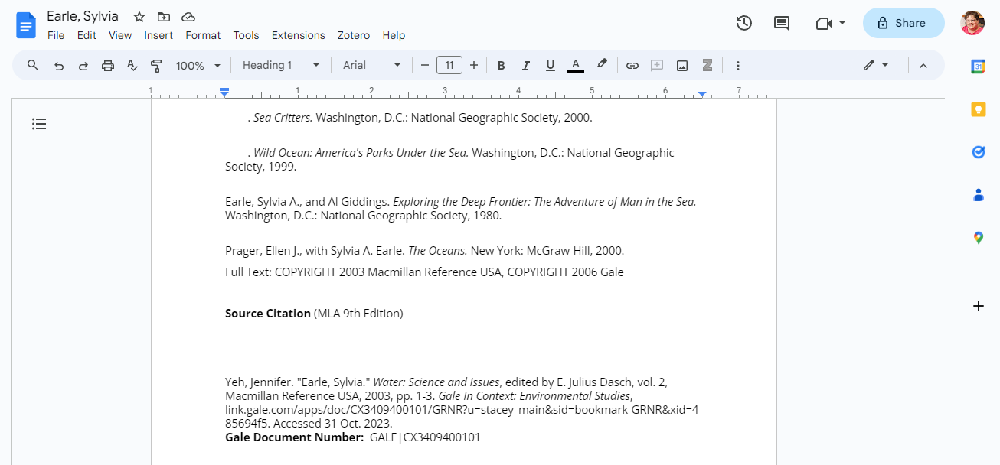 Earle, Sylvia
File Edit View Insert Format Tools Extensions Zotero Help
Share
100% Heading 1 Arial 11 B I U A
31
1 1 2 3 4 5 6 7
——. Sea Critters. Washington, D.C.: National Geographic Society, 2000.
——. Wild Ocean: America's Parks Under the Sea. Washington, D.C.: National Geographic
Society, 1999.
Earle, Sylvia A., and Al Giddings. Exploring the Deep Frontier: The Adventure of Man in the Sea.
Washington, D.C.: National Geographic Society, 1980.
Prager, Ellen J., with Sylvia A. Earle. The Oceans. New York: McGraw-Hill, 2000.
Full Text: COPYRIGHT 2003 Macmillan Reference USA, COPYRIGHT 2006 Gale
Source Citation (MLA 9th Edition)
Yeh, Jennifer. "Earle, Sylvia." Water: Science and Issues, edited by E. Julius Dasch, vol. 2,
Macmillan Reference USA, 2003, pp. 1-3. Gale In Context: Environmental Studies,
link.gale.com/apps/doc/CX3409400101/GRNR?u=stacey_main&sid=bookmark-GRNR&xid=4
85694f5. Accessed 31 Oct. 2023.
Gale Document Number: GALE|CX3409400101